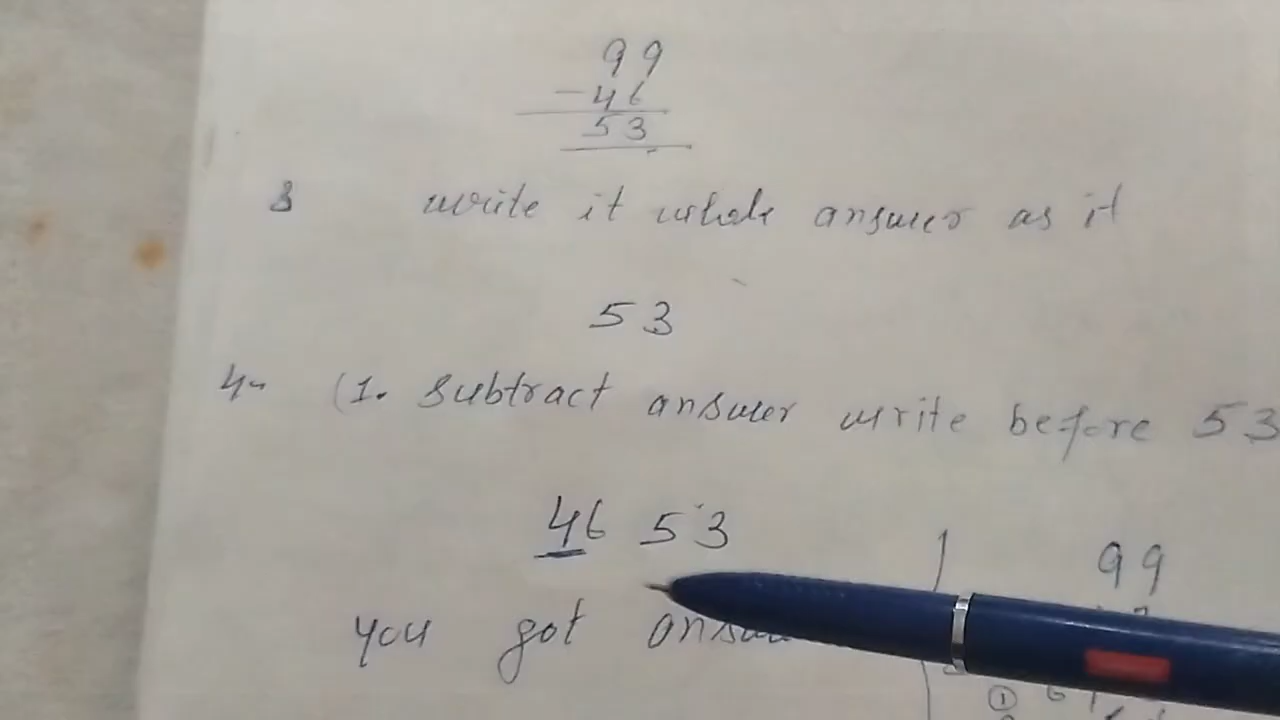 99
- 46
53
3 write it whole answer as it
53
4- (1. subtract answer write before 53
46 53
you got
99
①